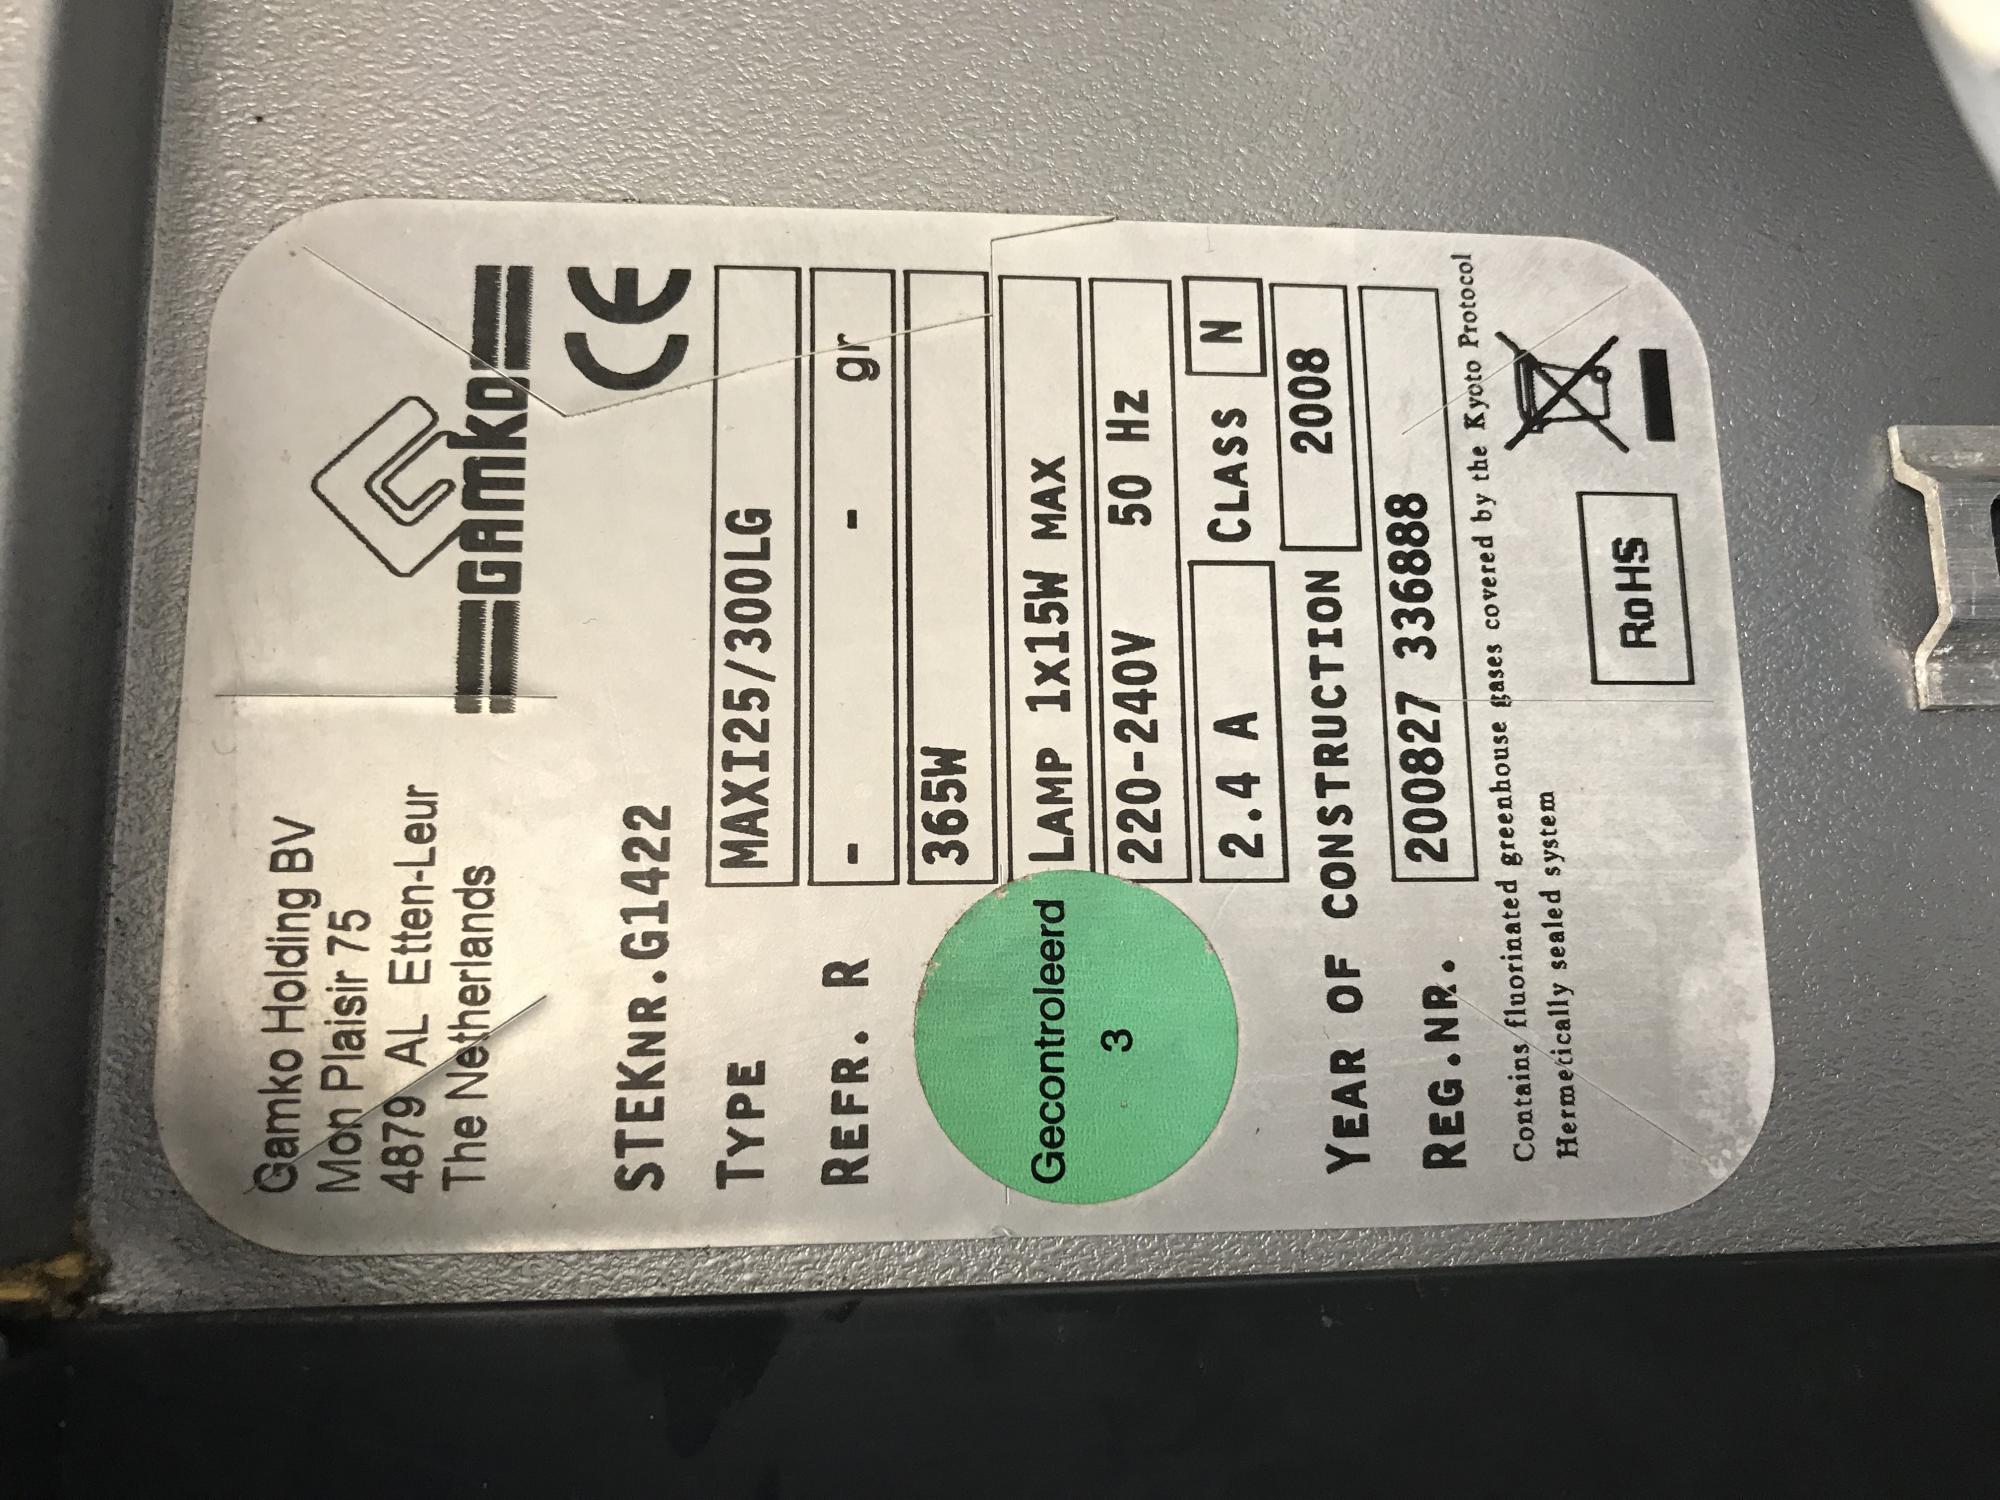 Gamko Holding BV
Mon Plaisir 75
4879 AL Etten-Leur
The Netherlands
GAMKO
CE
STEKNR.G1422
TYPE MAXI25/300LG
REFR. R - - gr
365W
LAMP 1X15W MAX
220-240V 50 Hz
2.4 A CLASS N
Gecontroleerd
3
YEAR OF CONSTRUCTION 2008
REG.NR. 200827 336888
Contains fluorinated greenhouse gases covered by the Kyoto Protocol
Hermetically sealed system
RoHS